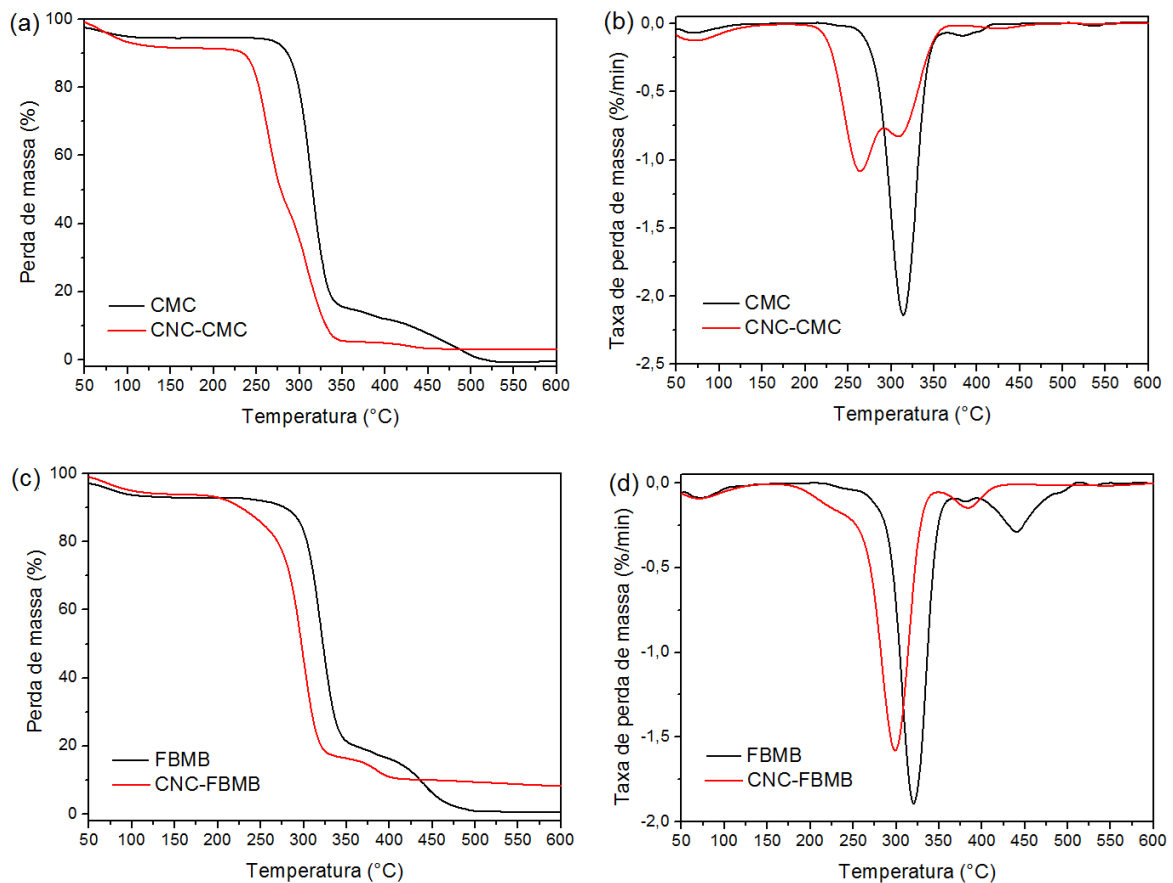 (a)
100
80
60
40
20
0
Perda de massa (%)
CMC
CNC-CMC
50 100 150 200 250 300 350 400 450 500 550 600
Temperatura (°C)
(b)
0,0
-0,5
-1,0
-1,5
-2,0
-2,5
Taxa de perda de massa (%/min)
CMC
CNC-CMC
50 100 150 200 250 300 350 400 450 500 550 600
Temperatura (°C)
(c)
100
80
60
40
20
0
Perda de massa (%)
FBMB
CNC-FBMB
50 100 150 200 250 300 350 400 450 500 550 600
Temperatura (°C)
(d)
0,0
-0,5
-1,0
-1,5
-2,0
Taxa de perda de massa (%/min)
FBMB
CNC-FBMB
50 100 150 200 250 300 350 400 450 500 550 600
Temperatura (°C)